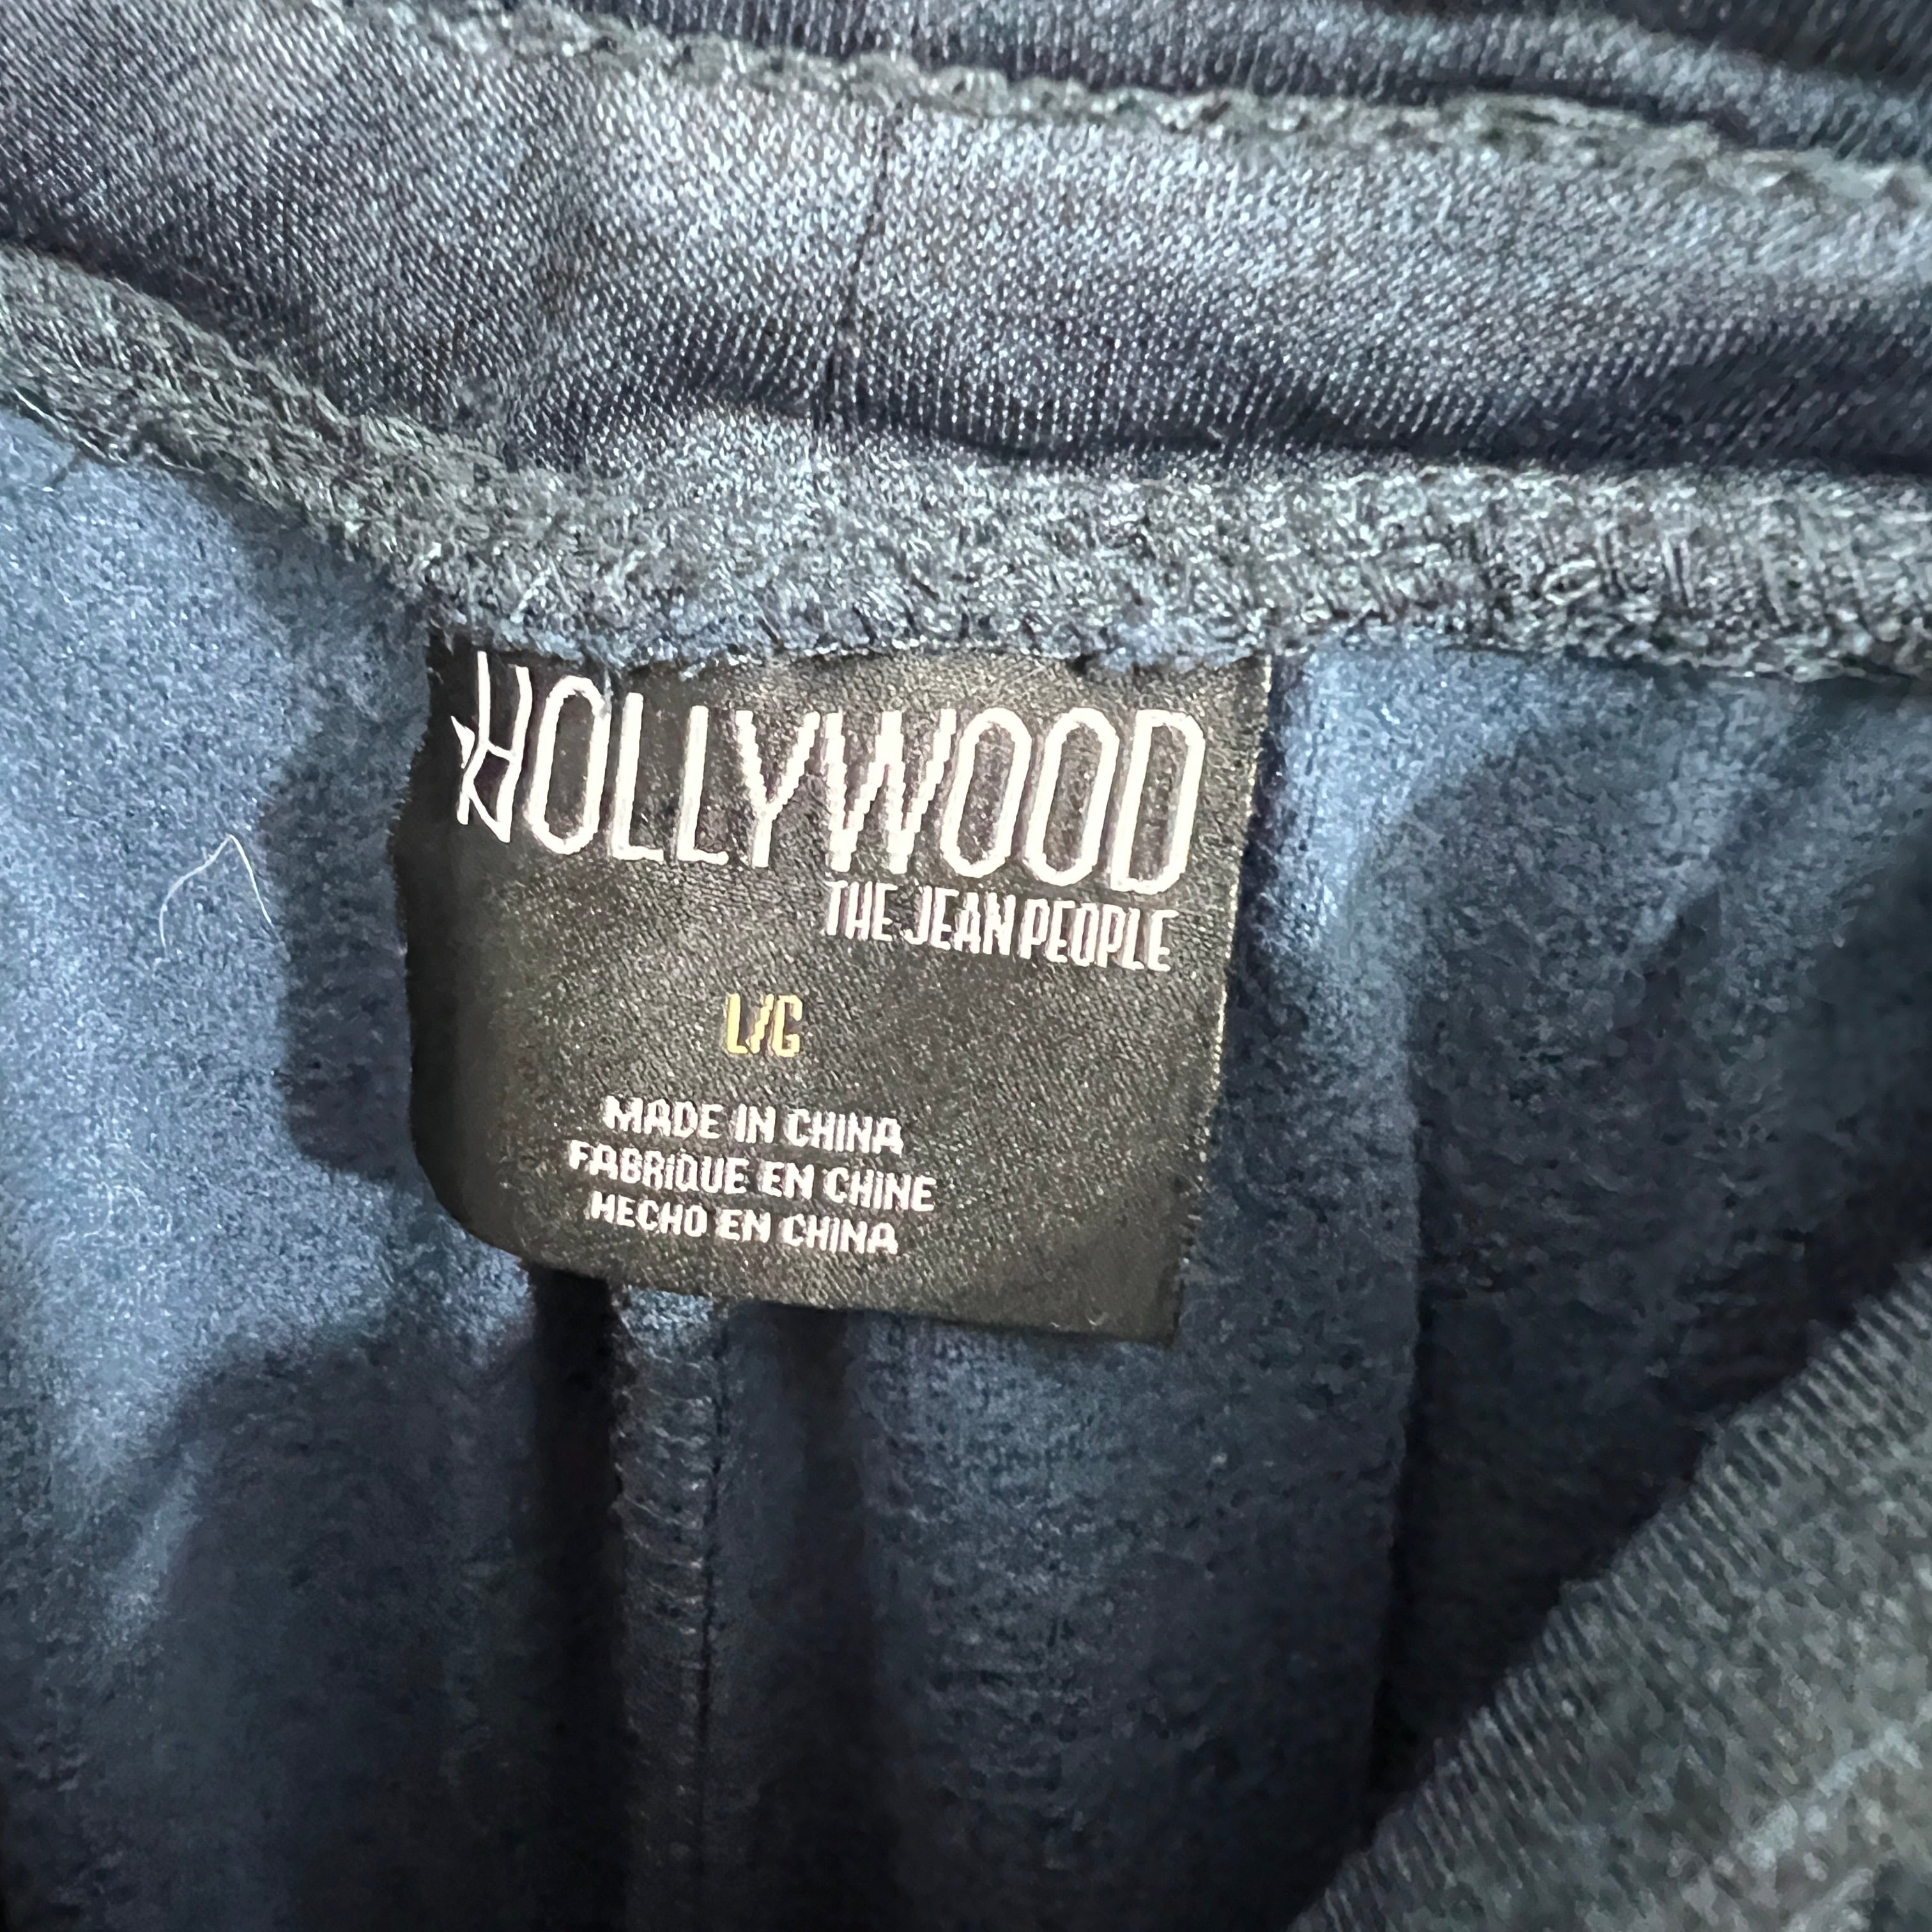 HOLLYWOOD
THE JEAN PEOPLE
L/G
MADE IN CHINA
FABRIQUE EN CHINE
HECHO EN CHINA